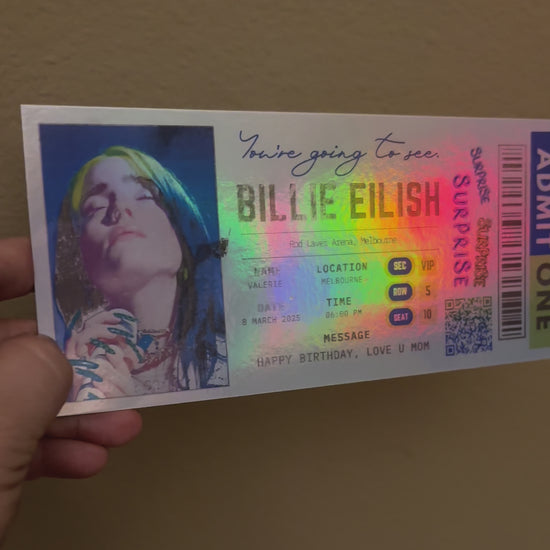 You're going to see.
BILLIE EILISH
Rod Laves Arena, Melbourne
NAME
VALERIE
LOCATION
MELBOURNE
SEC VIP
DATE
8 MARCH 2025
TIME
06:00 PM
ROW 5
SEAT 10
MESSAGE
HAPPY BIRTHDAY, LOVE U MOM
SURPRISE
SURPRISE
SURPRISE
ADMIT ONE